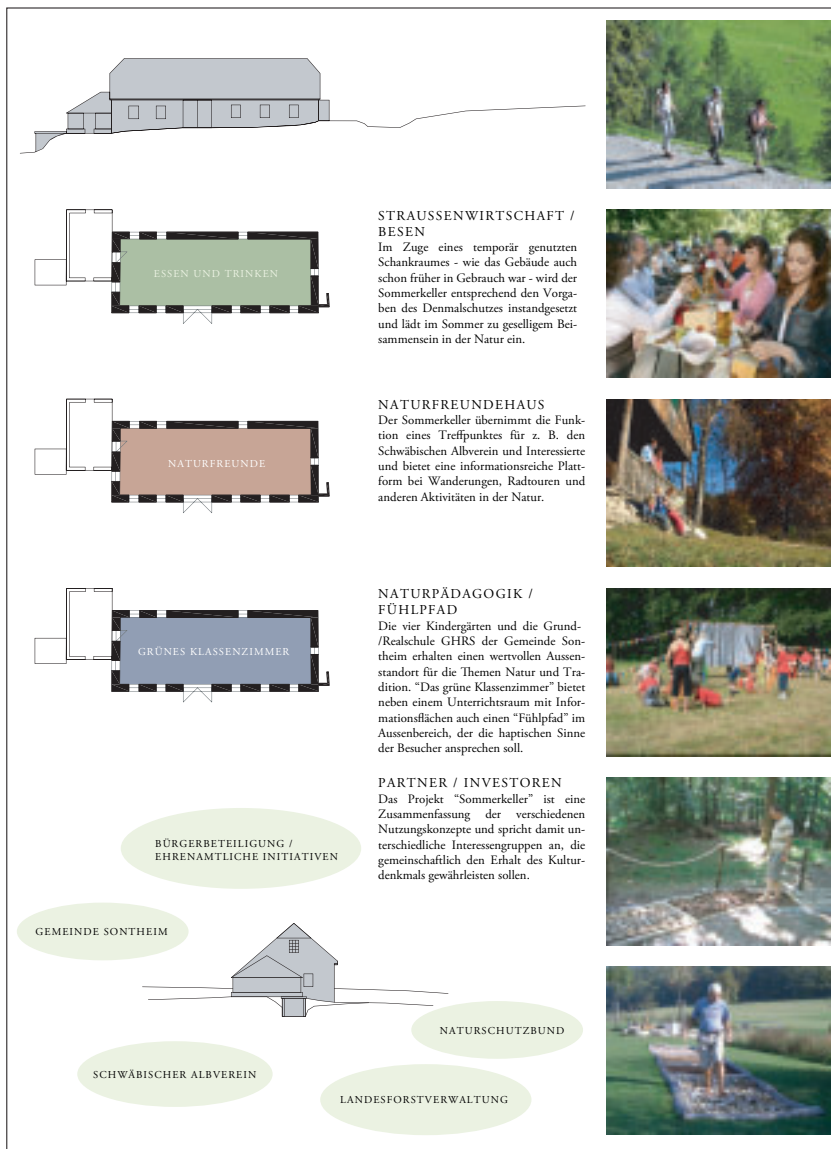 STRAUSSENWIRTSCHAFT /
BESEN
Im Zuge eines temporär genutzten
Schankraumes - wie das Gebäude auch
schon früher in Gebrauch war - wird der
Sommerkeller entsprechend den Vorga-
ben des Denmalschutzes instandgesetzt
und lädt im Sommer zu geselligem Bei-
sammensein in der Natur ein.
ESSEN UND TRINKEN
NATURFREUNDEHAUS
Der Sommerkeller übernimmt die Funk-
tion eines Treffpunktes für z. B. den
Schwäbischen Albverein und Interessierte
und bietet eine informationsreiche Platt-
form bei Wanderungen, Radtouren und
anderen Aktivitäten in der Natur.
NATURFREUNDE
NATURPÄDAGOGIK /
FÜHLPFAD
Die vier Kindergärten und die Grund-
/Realschule GHRS der Gemeinde Son-
theim erhalten einen wertvollen Aussen-
standort für die Themen Natur und Tra-
dition. “Das grüne Klassenzimmer” bietet
neben einem Unterrichtsraum mit Infor-
mationsflächen auch einen “Fühlpfad” im
Aussenbereich, der die haptischen Sinne
der Besucher ansprechen soll.
GRÜNES KLASSENZIMMER
PARTNER / INVESTOREN
Das Projekt “Sommerkeller” ist eine
Zusammenfassung der verschiedenen
Nutzungskonzepte und spricht damit un-
terschiedliche Interessengruppen an, die
gemeinschaftlich den Erhalt des Kultur-
denkmals gewährleisten sollen.
BÜRGERBETEILIGUNG /
EHRENAMTLICHE INITIATIVEN
GEMEINDE SONTHEIM
NATURSCHUTZBUND
SCHWÄBISCHER ALBVEREIN
LANDESFORSTVERWALTUNG